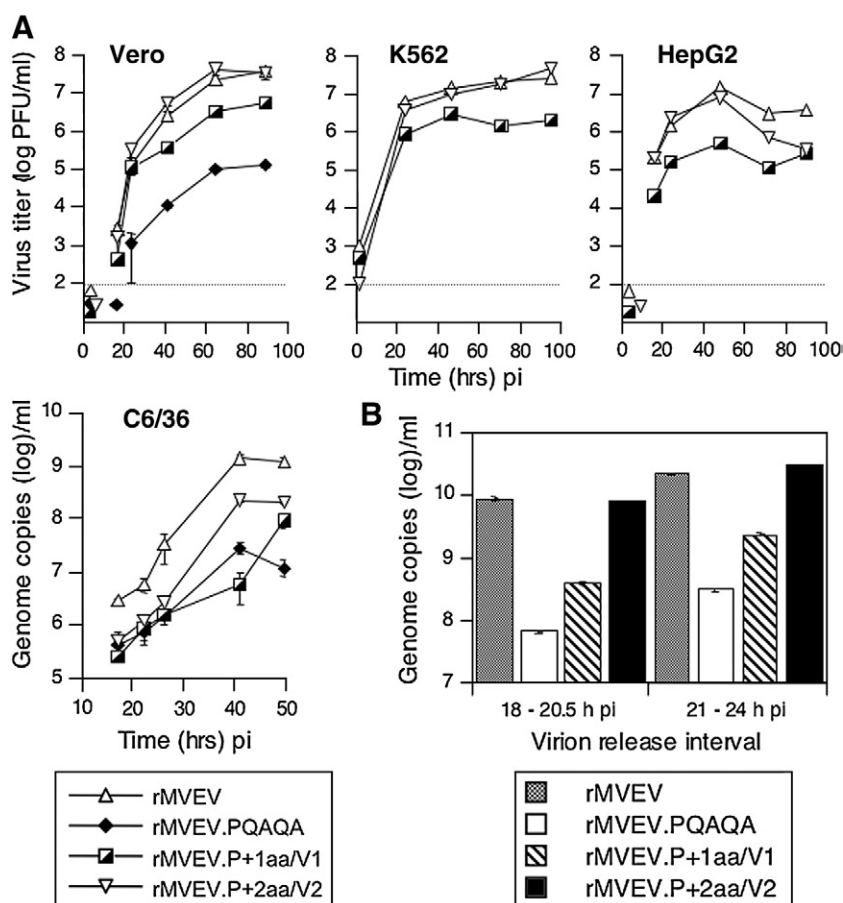 A
Vero
K562
HepG2
Virus titer (log PFU/ml)
8
7
6
5
4
3
2
0 20 40 60 80 100
8
7
6
5
4
3
2
0 20 40 60 80 100
8
7
6
5
4
3
2
0 20 40 60 80 100
Time (hrs) pi
C6/36
Genome copies (log)/ml
10
9
8
7
6
5
10 20 30 40 50
Time (hrs) pi
B
Genome copies (log)/ml
11
10
9
8
7
18 - 20.5 h pi 21 - 24 h pi
Virion release interval
rMVEV
rMVEV.PQAQA
rMVEV.P+1aa/V1
rMVEV.P+2aa/V2
rMVEV
rMVEV.PQAQA
rMVEV.P+1aa/V1
rMVEV.P+2aa/V2